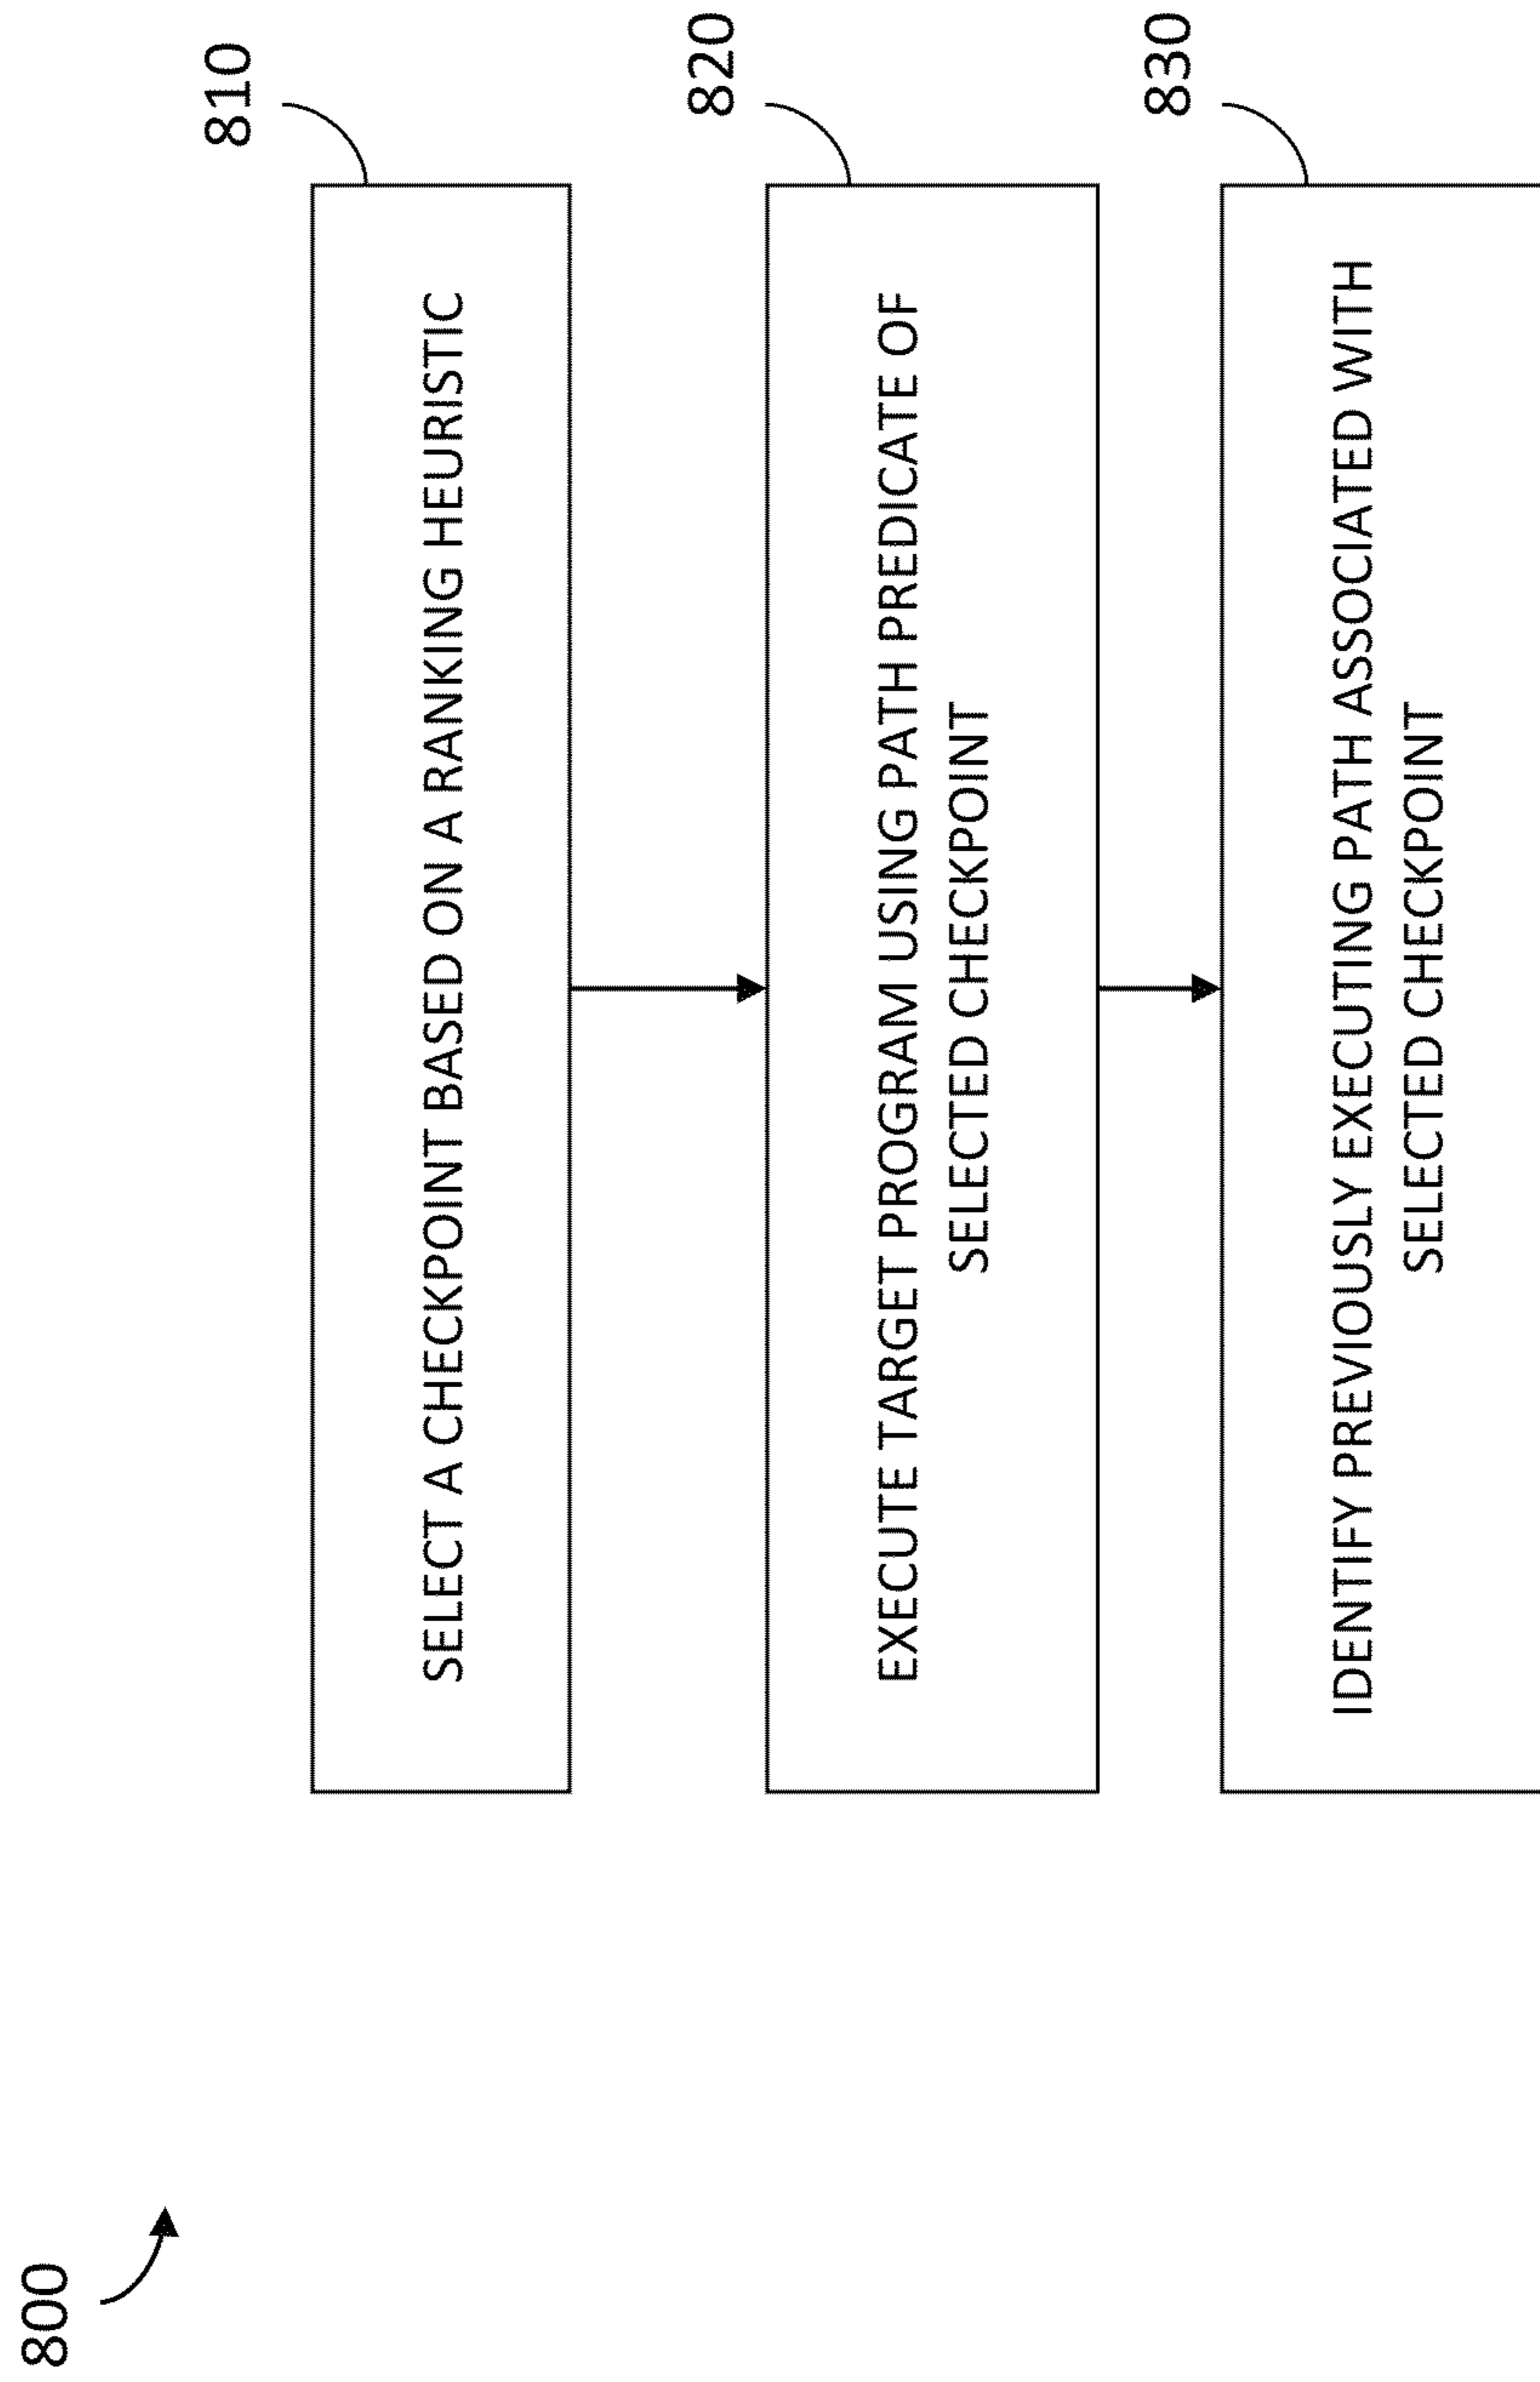 800
810
SELECT A CHECKPOINT BASED ON A RANKING HEURISTIC
820
EXECUTE TARGET PROGRAM USING PATH PREDICATE OF
SELECTED CHECKPOINT
830
IDENTIFY PREVIOUSLY EXECUTING PATH ASSOCIATED WITH
SELECTED CHECKPOINT